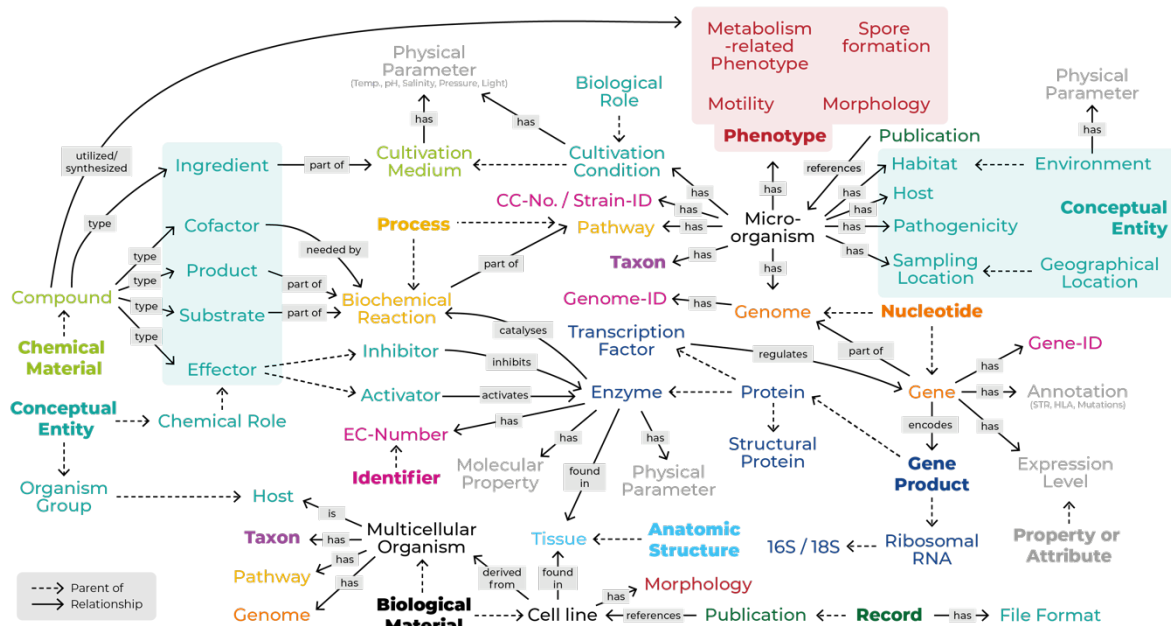 Metabolism
-related
Phenotype
Spore
formation
Physical
Parameter
(Temp., pH, Salinity, Pressure, Light)
Biological
Role
Physical
Parameter
Motility
Morphology
has
has
has
utilized/
synthesized
Phenotype
Publication
Ingredient
part of
Cultivation
Medium
Cultivation
Condition
references
Habitat
Environment
type
has
has
has
CC-No. / Strain-ID
has
Host
has
Cofactor
Process
Pathway
has
Micro-
organism
has
Pathogenicity
Conceptual
Entity
type
needed by
Taxon
has
has
Sampling
Location
Geographical
Location
type
Product
part of
part of
has
Compound
Biochemical
Reaction
Genome-ID
has
Genome
Nucleotide
type
Substrate
part of
catalyses
Transcription
Factor
Chemical
Material
type
Inhibitor
inhibits
regulates
part of
Gene-ID
has
Effector
Activator
activates
Enzyme
Protein
Gene
has
Annotation
(STR, HLA, Mutations)
Conceptual
Entity
Chemical Role
EC-Number
has
has
has
encodes
has
Structural
Protein
Identifier
Molecular
Property
found
in
Physical
Parameter
Gene
Product
Expression
Level
Organism
Group
Host
is
Multicellular
Organism
Taxon
has
Tissue
Anatomic
Structure
16S / 18S
Ribosomal
RNA
Property or
Attribute
Pathway
has
derived
from
found
in
Morphology
has
Parent of
Relationship
Genome
has
Biological
Material
Cell line
references
Publication
Record
has
File Format